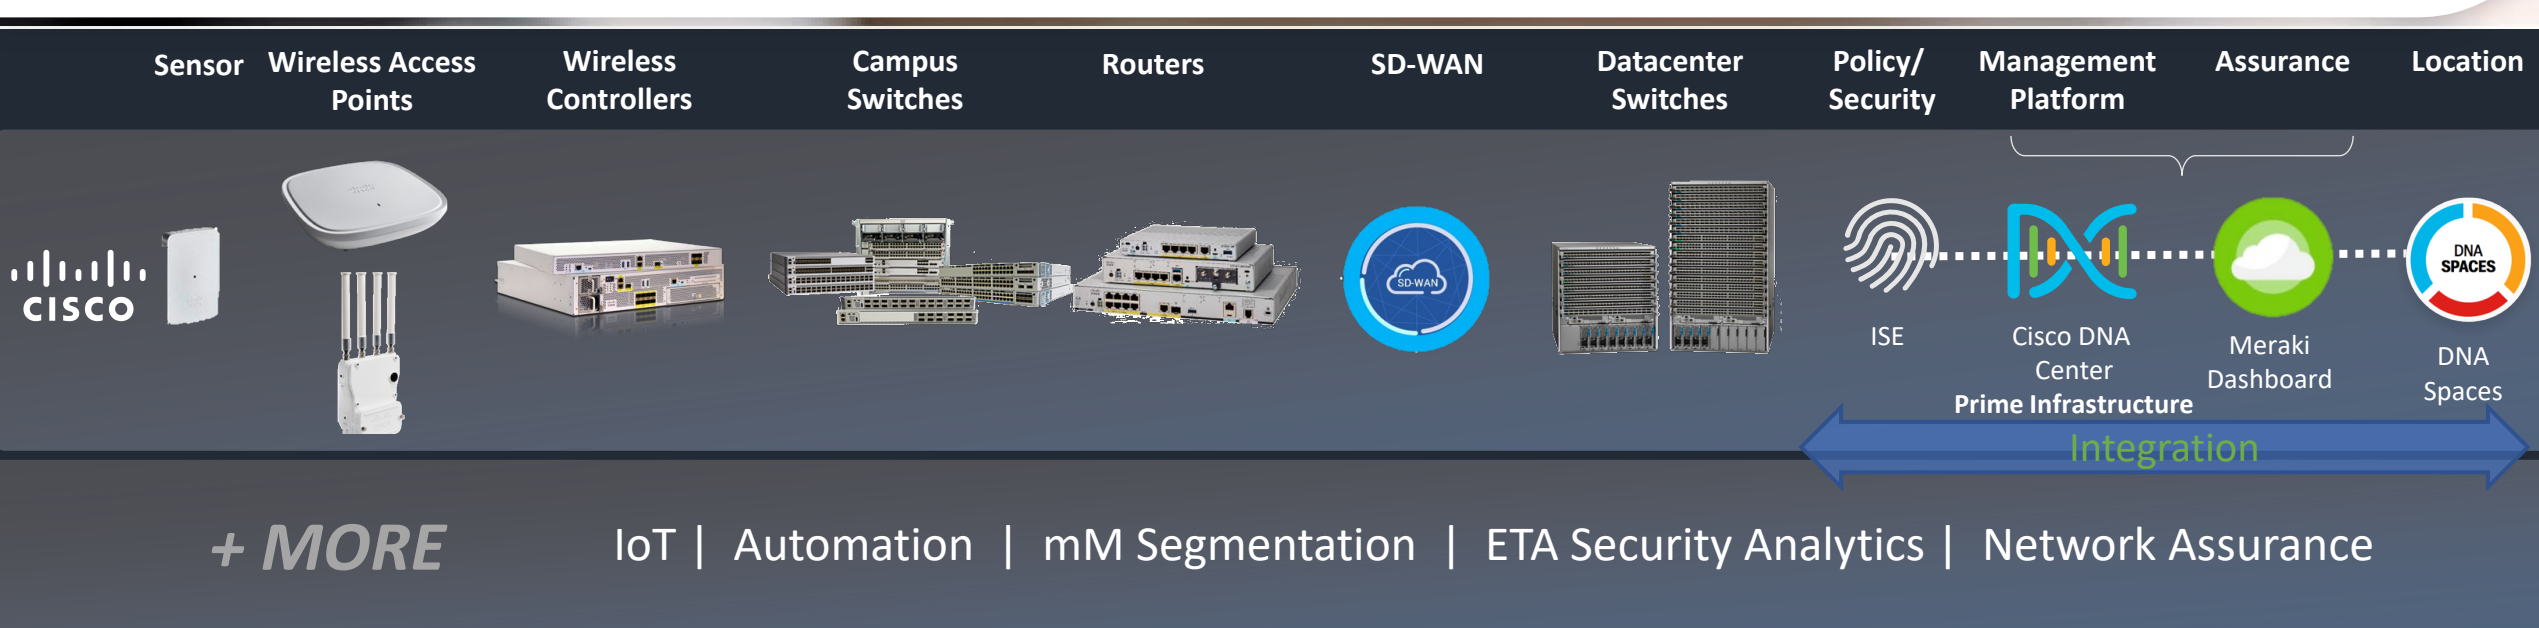 Sensor
Wireless Access
Points
Wireless
Controllers
Campus
Switches
Routers
SD-WAN
Datacenter
Switches
Policy/
Security
Management
Platform
Assurance
Location
CISCO
SD-WAN
DNA
SPACES
ISE
Cisco DNA
Center
Prime Infrastructure
Meraki
Dashboard
DNA
Spaces
Integration
+ MORE
IoT | Automation | mM Segmentation | ETA Security Analytics | Network Assurance